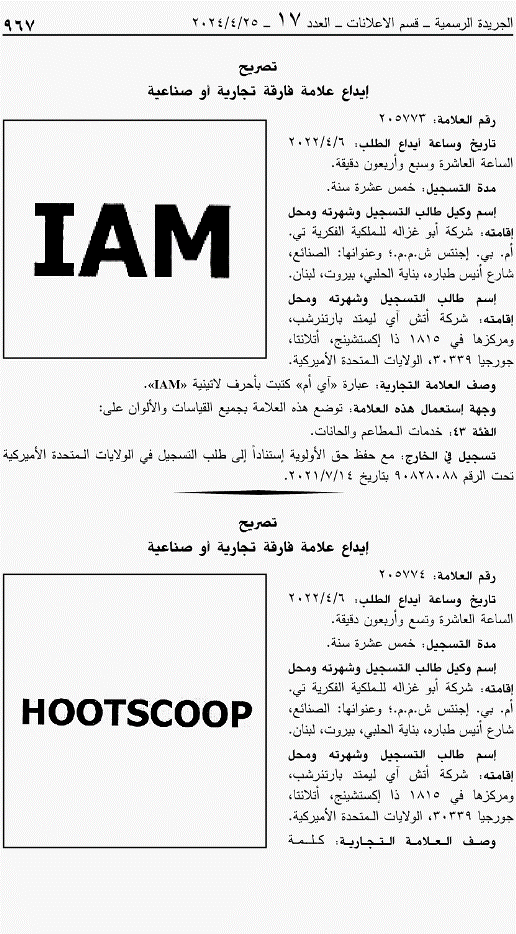 الجريدة الرسمية ــ قسم الاعلانات ــ العدد ١٧ ــ ٢٠٢٤/٤/٢٥
٩٦٧
تصريح
إيداع علامة فارقة تجارية أو صناعية
رقم العلامة: ٢٠٥٧٧٣
تاريخ وساعة ايداع الطلب: ٢٠٢٢/٤/٦
الساعة العاشرة وسبع وأربعون دقيقة.
مدة التسجيل: خمس عشرة سنة.
إسم وكيل طالب التسجيل وشهرته ومحل
إقامته: شركة أبو غزاله للملكية الفكرية تي.
أم. بي. إجنتس ش.م.م.؛ وعنوانها: الصنائع،
شارع أنيس طباره، بناية الحلبي، بيروت، لبنان.
إسم طالب التسجيل وشهرته ومحل
إقامته: شركة أتش آي ليمتد بارتنرشب،
ومركزها في ١٨١٥ ذا إكستشينج، أتلانتا،
جورجيا ٣٠٣٣٩، الولايات المتحدة الأميركية.
IAM
وصف العلامة التجارية: عبارة «آي أم» كتبت بأحرف لاتينية «IAM».
وجهة إستعمال هذه العلامة: توضع هذه العلامة بجميع القياسات والألوان على:
الفئة ٤٣: خدمات المطاعم والحانات.
تسجيل في الخارج: مع حفظ حق الأولوية إستناداً إلى طلب التسجيل في الولايات المتحدة الأميركية
تحت الرقم ٩٠٨٢٨٠٨٨ بتاريخ ٢٠٢١/٧/١٤.
تصريح
إيداع علامة فارقة تجارية أو صناعية
رقم العلامة: ٢٠٥٧٧٤
تاريخ وساعة ايداع الطلب: ٢٠٢٢/٤/٦
الساعة العاشرة وتسع وأربعون دقيقة.
مدة التسجيل: خمس عشرة سنة.
إسم وكيل طالب التسجيل وشهرته ومحل
إقامته: شركة أبو غزاله للملكية الفكرية تي.
أم. بي. إجنتس ش.م.م.؛ وعنوانها: الصنائع،
شارع أنيس طباره، بناية الحلبي، بيروت، لبنان.
إسم طالب التسجيل وشهرته ومحل
إقامته: شركة أتش آي ليمتد بارتنرشب،
ومركزها في ١٨١٥ ذا إكستشينج، أتلانتا،
جورجيا ٣٠٣٣٩، الولايات المتحدة الأميركية.
وصف العلامة التجارية: كلمة
HOOTSCOOP